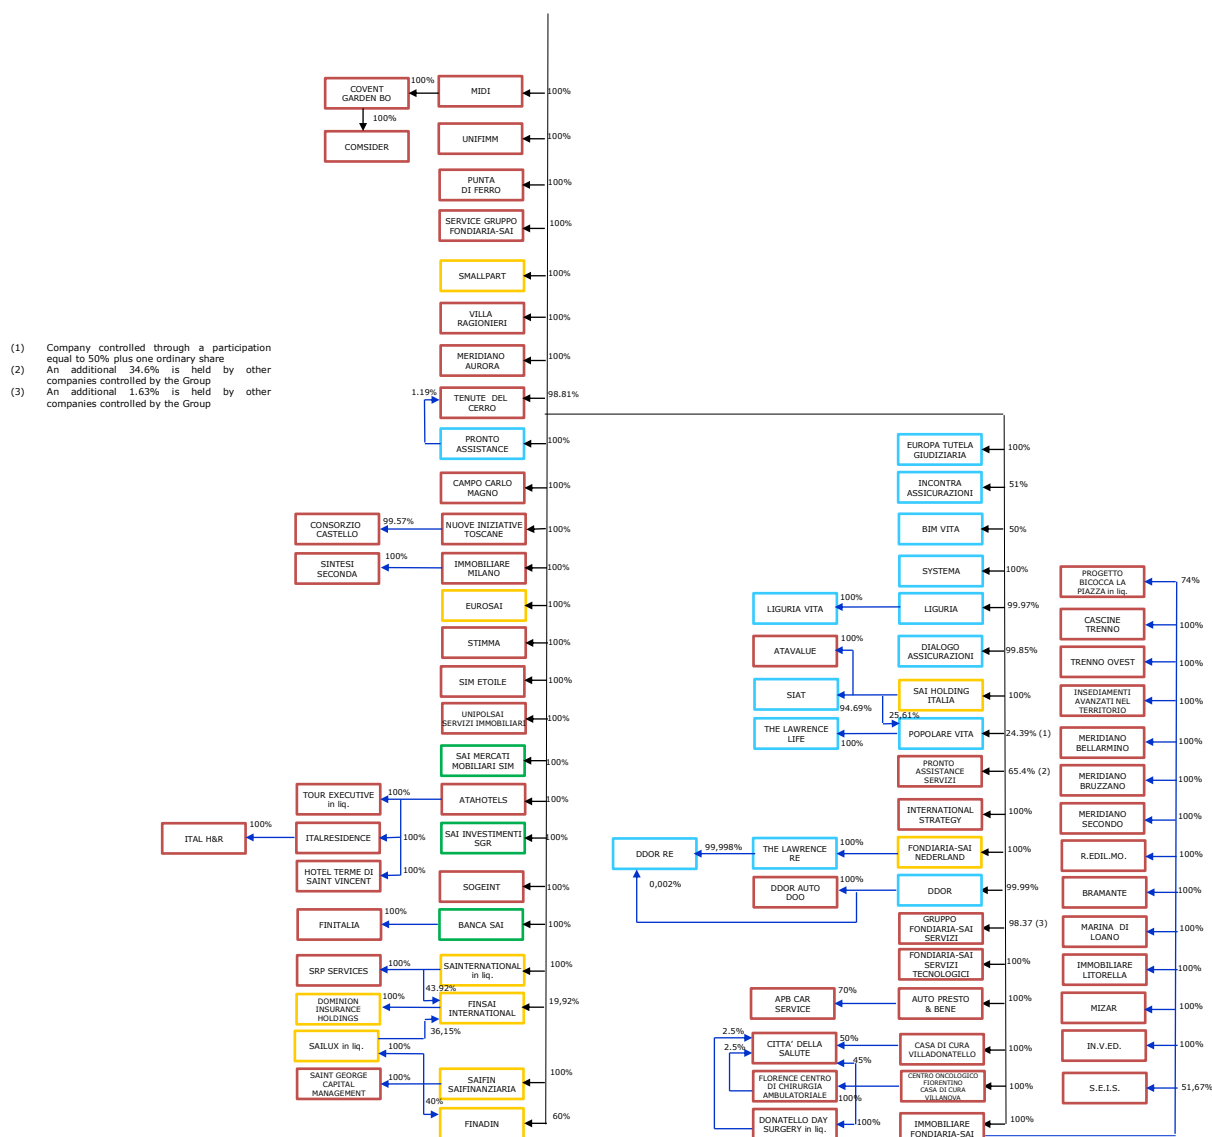 100%
COVENT
GARDEN BO
MIDI
100%
100%
COMSIDER
UNIFIMM
100%
PUNTA
DI FERRO
100%
SERVICE GRUPPO
FONDIARIA-SAI
100%
SMALLPART
100%
VILLA
RAGIONIERI
100%
(1) Company controlled through a participation
equal to 50% plus one ordinary share
(2) An additional 34.6% is held by other
companies controlled by the Group
(3) An additional 1.63% is held by other
companies controlled by the Group
MERIDIANO
AURORA
100%
1.19%
TENUTE DEL
CERRO
98.81%
PRONTO
ASSISTANCE
100%
CAMPO CARLO
MAGNO
100%
CONSORZIO
CASTELLO
99.57%
NUOVE INIZIATIVE
TOSCANE
100%
SINTESI
SECONDA
100%
IMMOBILIARE
MILANO
100%
EUROSAI
100%
STIMMA
100%
SIM ETOILE
100%
UNIPOLSAI
SERVIZI IMMOBILIARI
100%
SAI MERCATI
MOBILIARI SIM
100%
TOUR EXECUTIVE
in liq.
100%
ATAHOTELS
100%
ITAL H&R
100%
ITALRESIDENCE
100%
SAI INVESTIMENTI
SGR
100%
HOTEL TERME DI
SAINT VINCENT
100%
SOGEINT
100%
FINITALIA
100%
BANCA SAI
100%
SRP SERVICES
100%
SAINTERNATIONAL
in liq.
100%
43.92%
DOMINION
INSURANCE
HOLDINGS
100%
FINSAI
INTERNATIONAL
19,92%
36,15%
SAILUX in liq.
100%
SAINT GEORGE
CAPITAL
MANAGEMENT
100%
SAIFIN
SAIFINANZIARIA
100%
40%
FINADIN
60%
EUROPA TUTELA
GIUDIZIARIA
100%
INCONTRA
ASSICURAZIONI
51%
BIM VITA
50%
SYSTEMA
100%
LIGURIA VITA
100%
LIGURIA
99.97%
ATAVALUE
100%
DIALOGO
ASSICURAZIONI
99.85%
SIAT
94.69%
SAI HOLDING
ITALIA
100%
25,61%
THE LAWRENCE
LIFE
100%
POPOLARE VITA
24.39% (1)
PRONTO
ASSISTANCE
SERVIZI
65.4% (2)
INTERNATIONAL
STRATEGY
100%
DDOR RE
99,998%
THE LAWRENCE
RE
100%
FONDIARIA-SAI
NEDERLAND
100%
0,002%
DDOR AUTO
DOO
100%
DDOR
99.99%
GRUPPO
FONDIARIA-SAI
SERVIZI
98.37 (3)
FONDIARIA-SAI
SERVIZI
TECNOLOGICI
100%
APB CAR
SERVICE
70%
AUTO PRESTO
& BENE
100%
2.5%
2.5%
CITTA' DELLA
SALUTE
50%
45%
CASA DI CURA
VILLADONATELLO
100%
FLORENCE CENTRO
DI CHIRURGIA
AMBULATORIALE
100%
CENTRO ONCOLOGICO
FIORENTINO
CASA DI CURA
VILLANOVA
100%
DONATELLO DAY
SURGERY in liq.
100%
IMMOBILIARE
FONDIARIA-SAI
100%
PROGETTO
BICOCCA LA
PIAZZA in liq.
74%
CASCINE
TRENNO
100%
TRENNO OVEST
100%
INSEDIAMENTI
AVANZATI NEL
TERRITORIO
100%
MERIDIANO
BELLARMINO
100%
MERIDIANO
BRUZZANO
100%
MERIDIANO
SECONDO
100%
R.EDIL.MO.
100%
BRAMANTE
100%
MARINA DI
LOANO
100%
IMMOBILIARE
LITORELLA
100%
MIZAR
100%
IN.V.ED.
100%
S.E.I.S.
51,67%